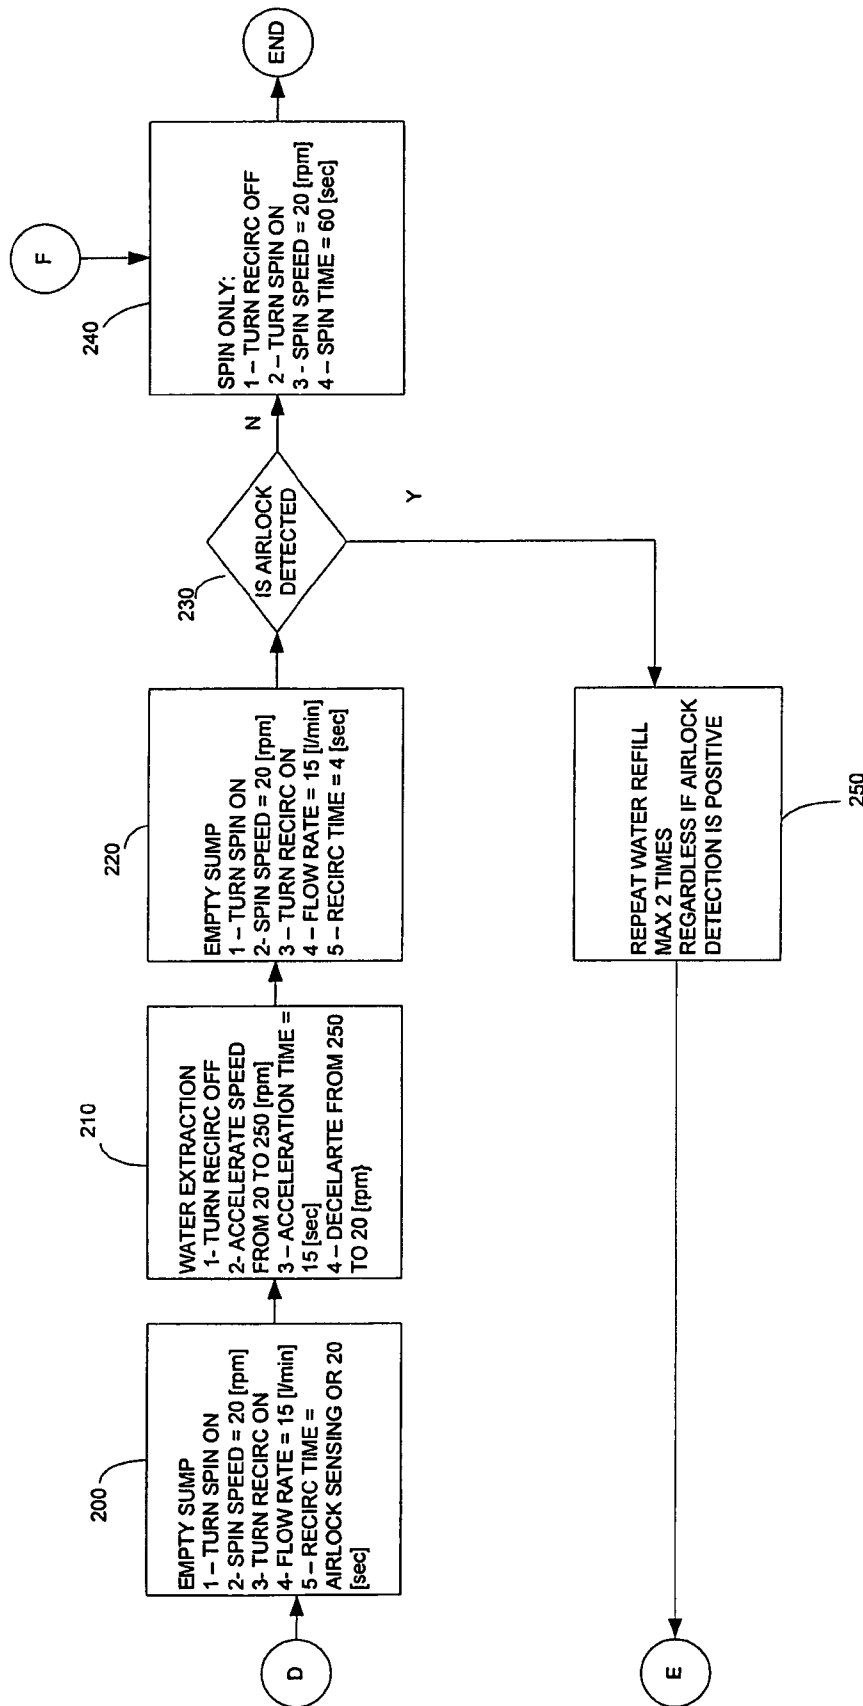 D
200
EMPTY SUMP
1 – TURN SPIN ON
2- SPIN SPEED = 20 [rpm]
3- TURN RECIRC ON
4- FLOW RATE = 15 [l/min]
5 – RECIRC TIME =
AIRLOCK SENSING OR 20
[sec]
210
WATER EXTRACTION
1- TURN RECIRC OFF
2- ACCELERATE SPEED
FROM 20 TO 250 [rpm]
3 – ACCELERATION TIME =
15 [sec]
4 – DECELARTE FROM 250
TO 20 [rpm}
220
EMPTY SUMP
1 – TURN SPIN ON
2- SPIN SPEED = 20 [rpm]
3 – TURN RECIRC ON
4 – FLOW RATE = 15 [l/min]
5 – RECIRC TIME = 4 [sec]
230
IS AIRLOCK
DETECTED
N
Y
F
240
SPIN ONLY:
1 – TURN RECIRC OFF
2 – TURN SPIN ON
3 - SPIN SPEED = 20 [rpm]
4 – SPIN TIME = 60 [sec]
END
E
REPEAT WATER REFILL
MAX 2 TIMES
REGARDLESS IF AIRLOCK
DETECTION IS POSITIVE
250